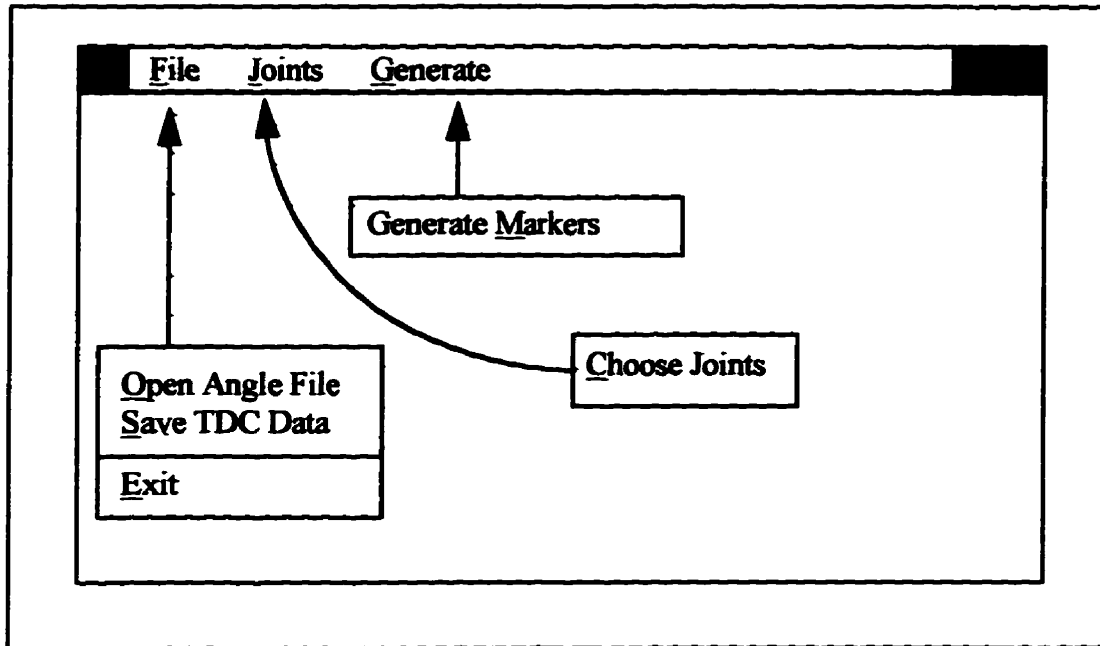 File Joints Generate
Generate Markers
Choose Joints
Open Angle File
Save TDC Data
Exit